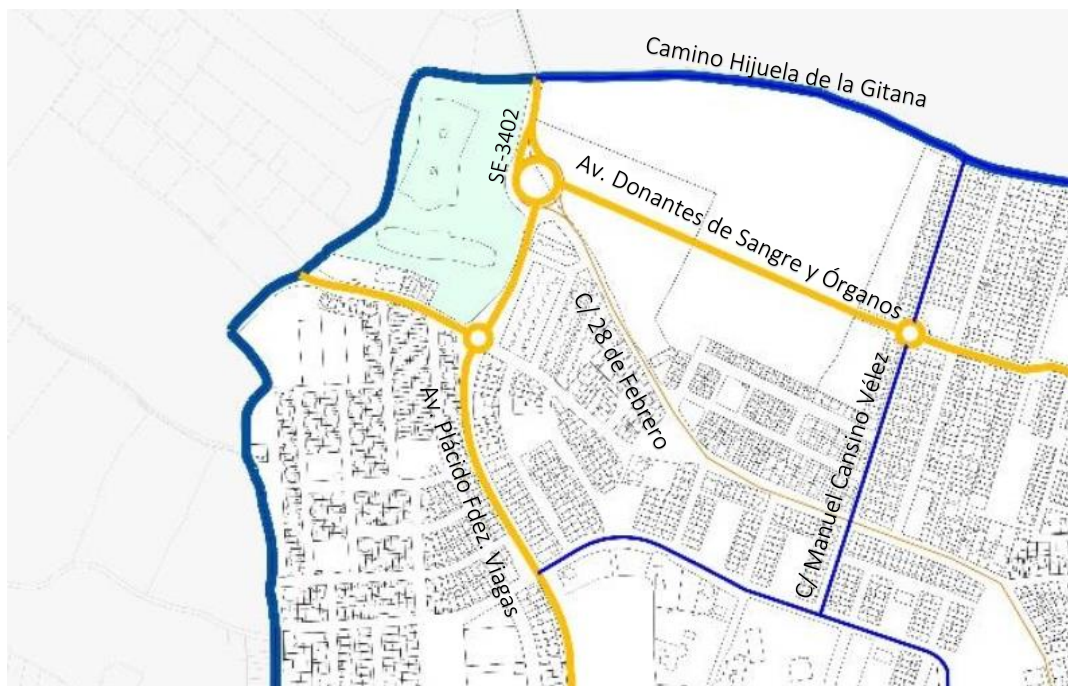 Camino Hijuela de la Gitana
SE-3402
Av. Donantes de Sangre y Órganos
C/ 28 de Febrero
Av. Plácido Fdez. Viagas
C/ Manuel Cansino Vélez